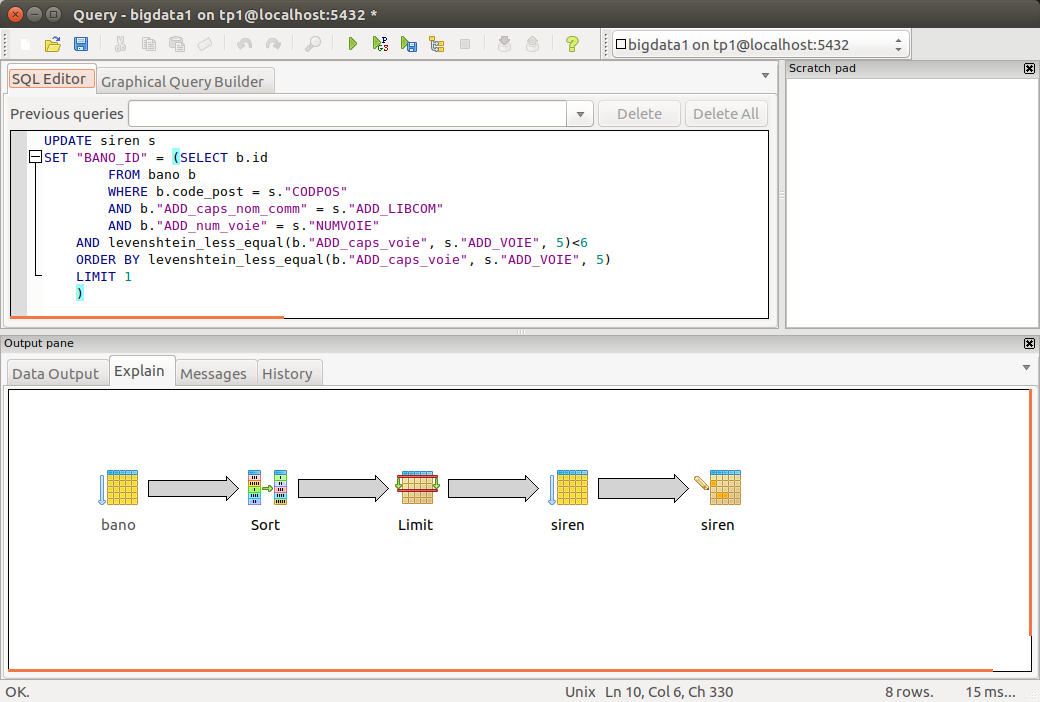 Query - bigdata1 on tp1@localhost:5432 *
bigdata1 on tp1@localhost:5432
SQL Editor
Graphical Query Builder
Scratch pad
Previous queries
Delete
Delete All
UPDATE siren s
SET "BANO_ID" = (SELECT b.id
FROM bano b
WHERE b.code_post = s."CODPOS"
AND b."ADD_caps_nom_comm" = s."ADD_LIBCOM"
AND b."ADD_num_voie" = s."NUMVOIE"
AND levenshtein_less_equal(b."ADD_caps_voie", s."ADD_VOIE", 5)<6
ORDER BY levenshtein_less_equal(b."ADD_caps_voie", s."ADD_VOIE", 5)
LIMIT 1
)
Output pane
Data Output
Explain
Messages
History
bano
Sort
Limit
siren
siren
OK.
Unix
Ln 10, Col 6, Ch 330
8 rows.
15 ms...